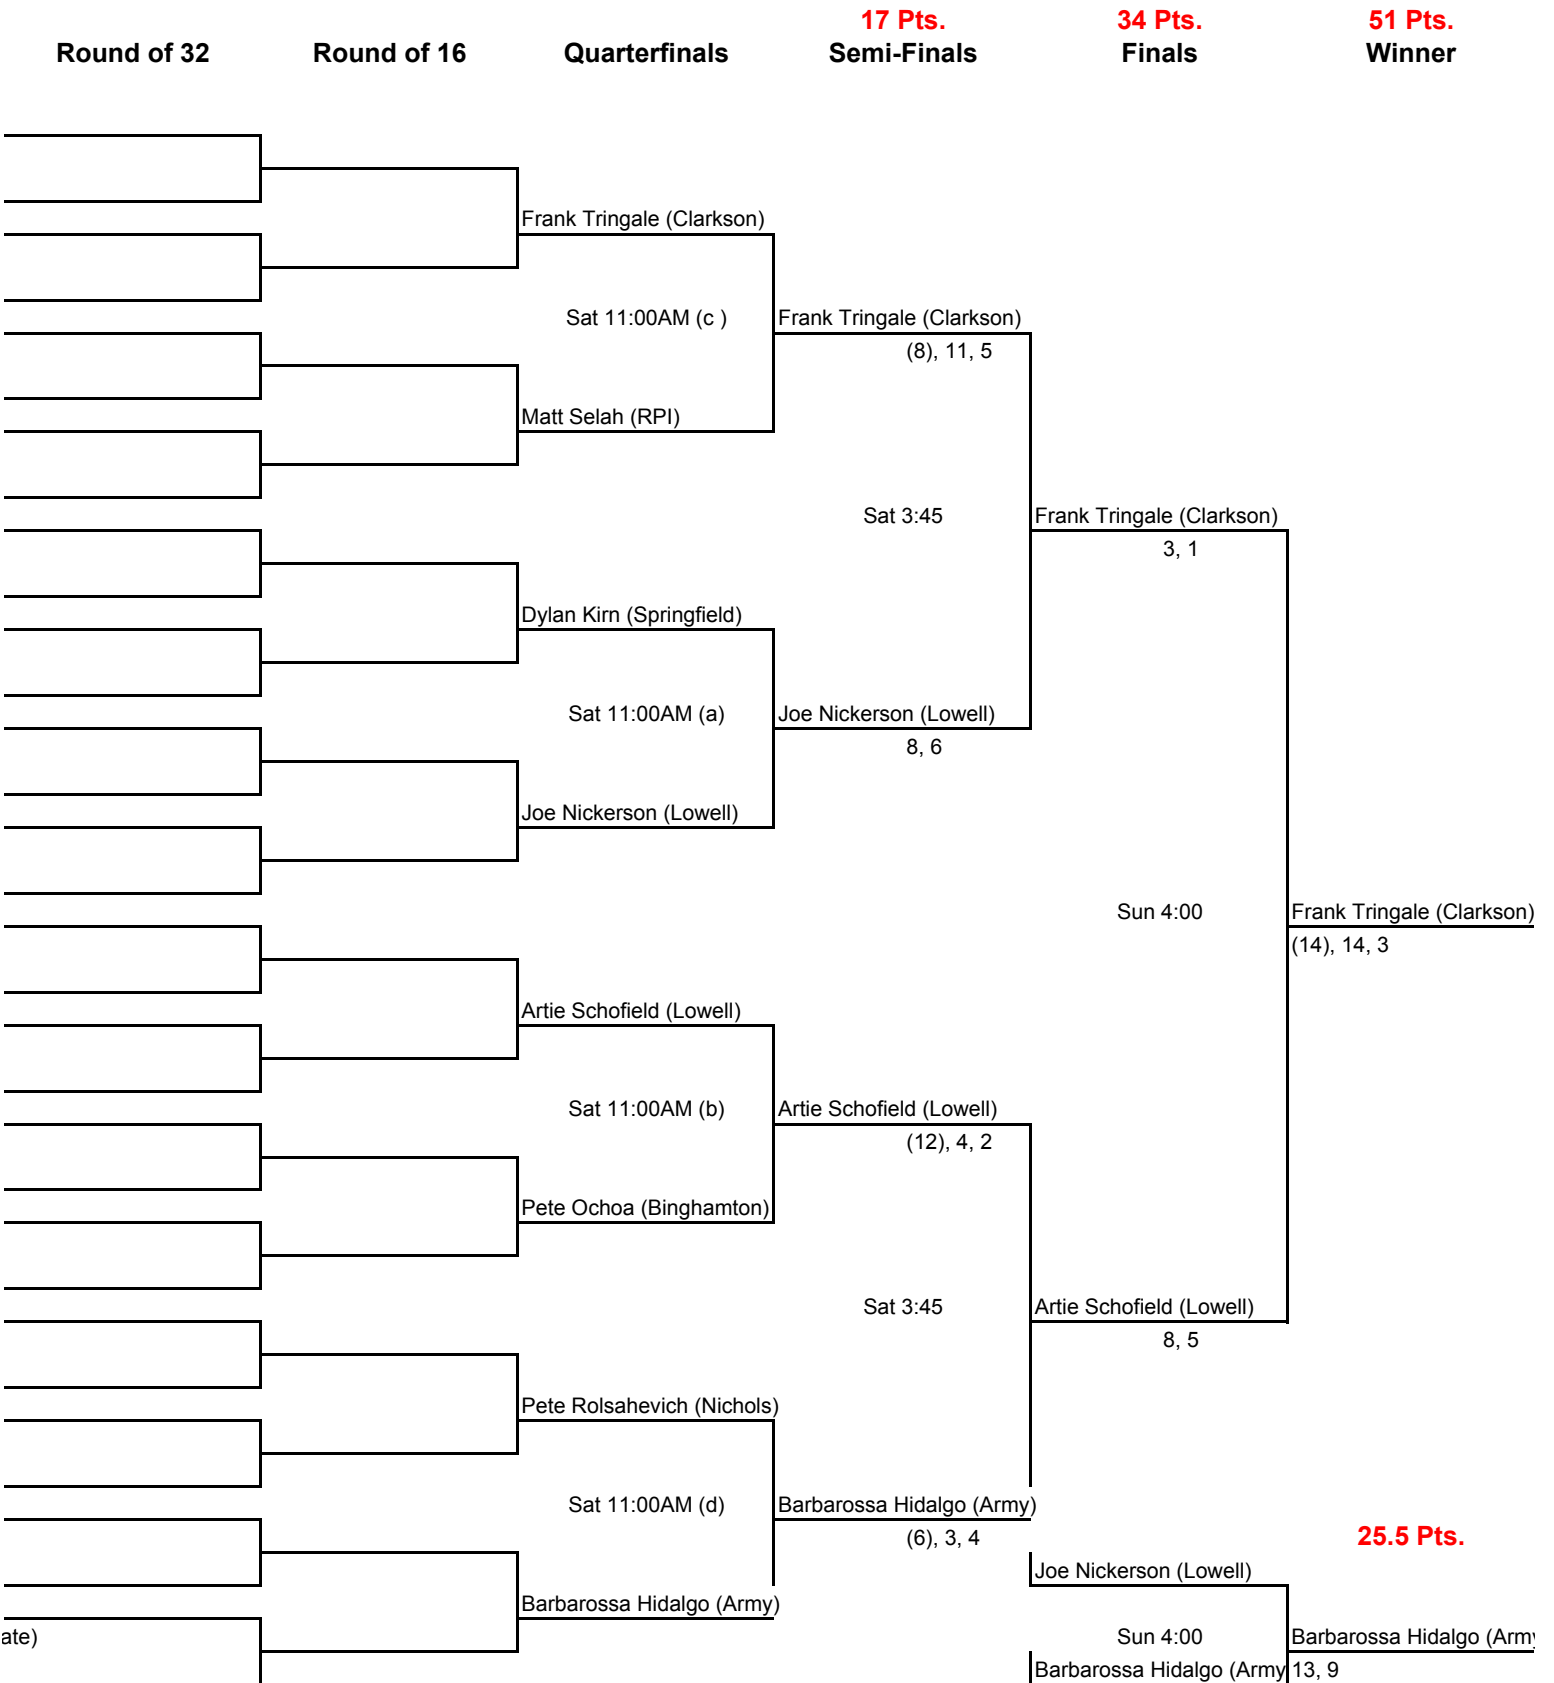 17 Pts. 34 Pts. 51 Pts.
Round of 32 Round of 16 Quarterfinals Semi-Finals Finals Winner
Frank Tringale (Clarkson)
Sat 11:00AM (c ) Frank Tringale (Clarkson)
(8), 11, 5
Matt Selah (RPI)
Sat 3:45 Frank Tringale (Clarkson)
3, 1
Dylan Kirn (Springfield)
Sat 11:00AM (a) Joe Nickerson (Lowell)
8, 6
Joe Nickerson (Lowell)
Sun 4:00 Frank Tringale (Clarkson)
(14), 14, 3
Artie Schofield (Lowell)
Sat 11:00AM (b) Artie Schofield (Lowell)
(12), 4, 2
Pete Ochoa (Binghamton)
Sat 3:45 Artie Schofield (Lowell)
8, 5
Pete Rolsahevich (Nichols)
Sat 11:00AM (d) Barbarossa Hidalgo (Army)
(6), 3, 4 25.5 Pts.
Joe Nickerson (Lowell)
Barbarossa Hidalgo (Army)
ate) Sun 4:00 Barbarossa Hidalgo (Army
Barbarossa Hidalgo (Army 13, 9